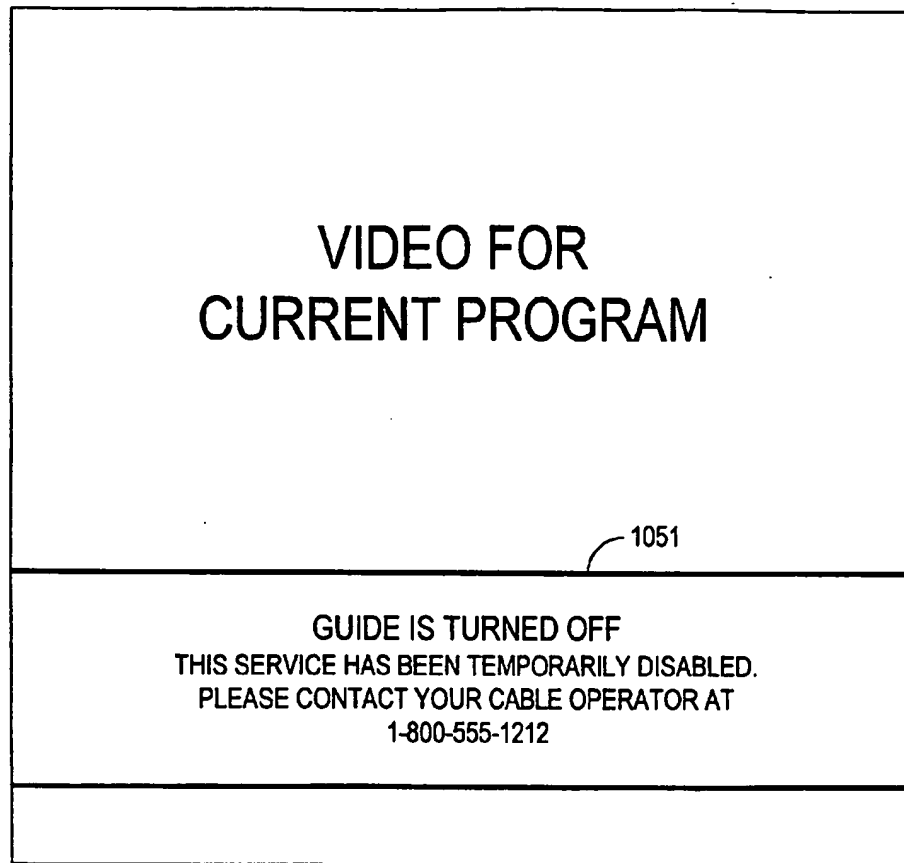 VIDEO FOR
CURRENT PROGRAM
1051
GUIDE IS TURNED OFF
THIS SERVICE HAS BEEN TEMPORARILY DISABLED.
PLEASE CONTACT YOUR CABLE OPERATOR AT
1-800-555-1212